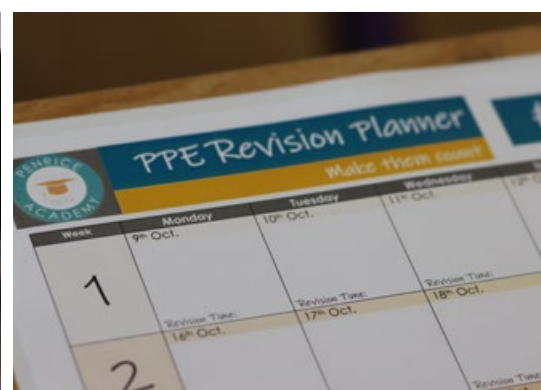 PENRICE
ACADEMY
PPE Revision Planner
Make them count
Week Monday Tuesday Wednesday
1 9th Oct. 10th Oct. 11th Oct. 12th
Revision Time: Revision Time: Revision Time:
2 16th Oct. 17th Oct. 18th Oct.
Revision Time: